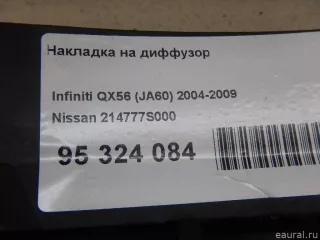 Накладка на диффузор
Infiniti QX56 (JA60) 2004-2009
Nissan 214777S000
95 324 084
eaural.ru